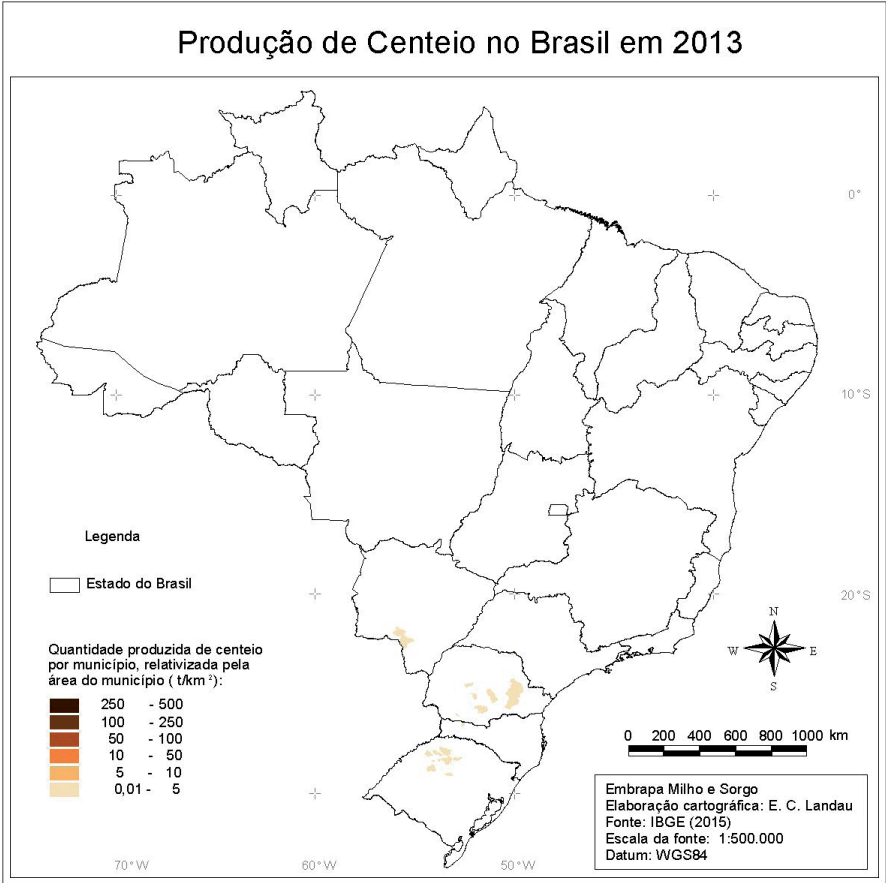 Produção de Centeio no Brasil em 2013
0°
10°S
20°S
Legenda
Estado do Brasil
Quantidade produzida de centeio
por município, relativizada pela
área do município ( t/km²):
250 - 500
100 - 250
50 - 100
10 - 50
5 - 10
0,01 - 5
N
W E
S
0 200 400 600 800 1000 km
Embrapa Milho e Sorgo
Elaboração cartográfica: E. C. Landau
Fonte: IBGE (2015)
Escala da fonte: 1:500.000
Datum: WGS84
70°W 60°W 50°W